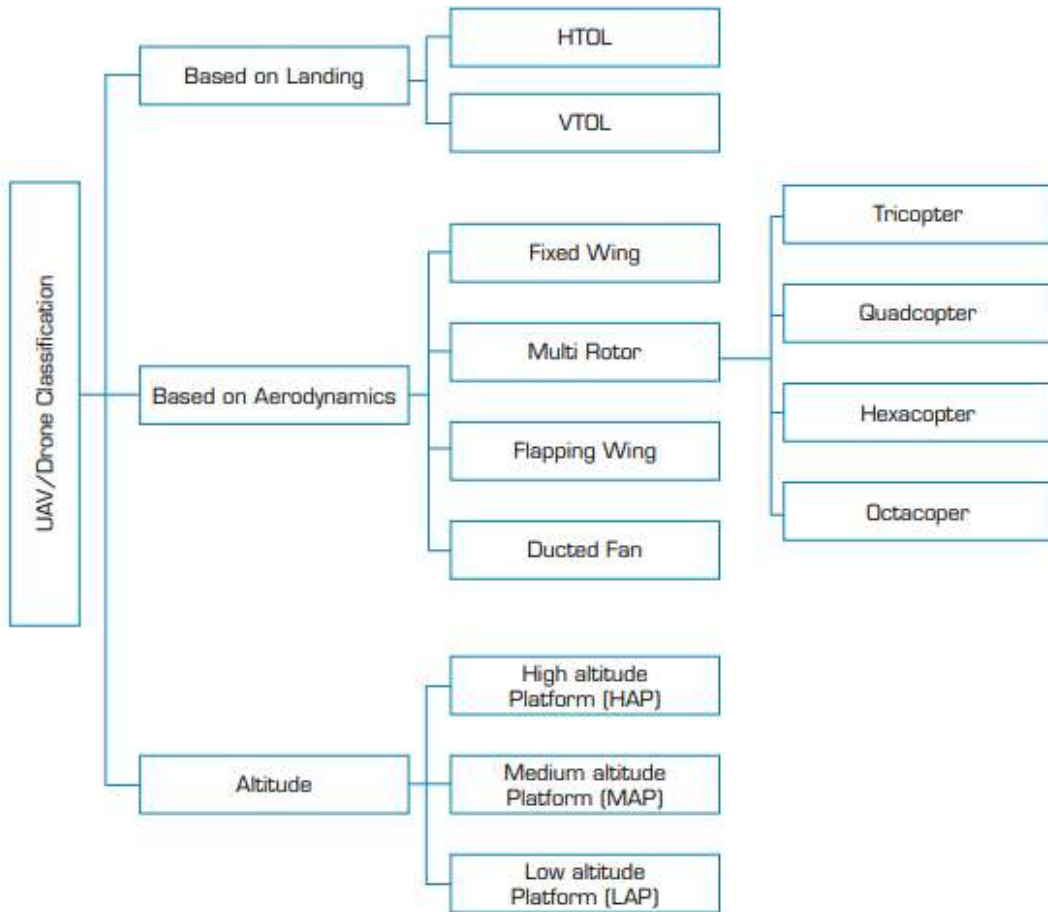 UAV/Drone Classification
Based on Landing
HTOL
VTOL
Based on Aerodynamics
Fixed Wing
Multi Rotor
Tricopter
Quadcopter
Hexacopter
Octacoper
Flapping Wing
Ducted Fan
Altitude
High altitude
Platform (HAP)
Medium altitude
Platform (MAP)
Low altitude
Platform (LAP)